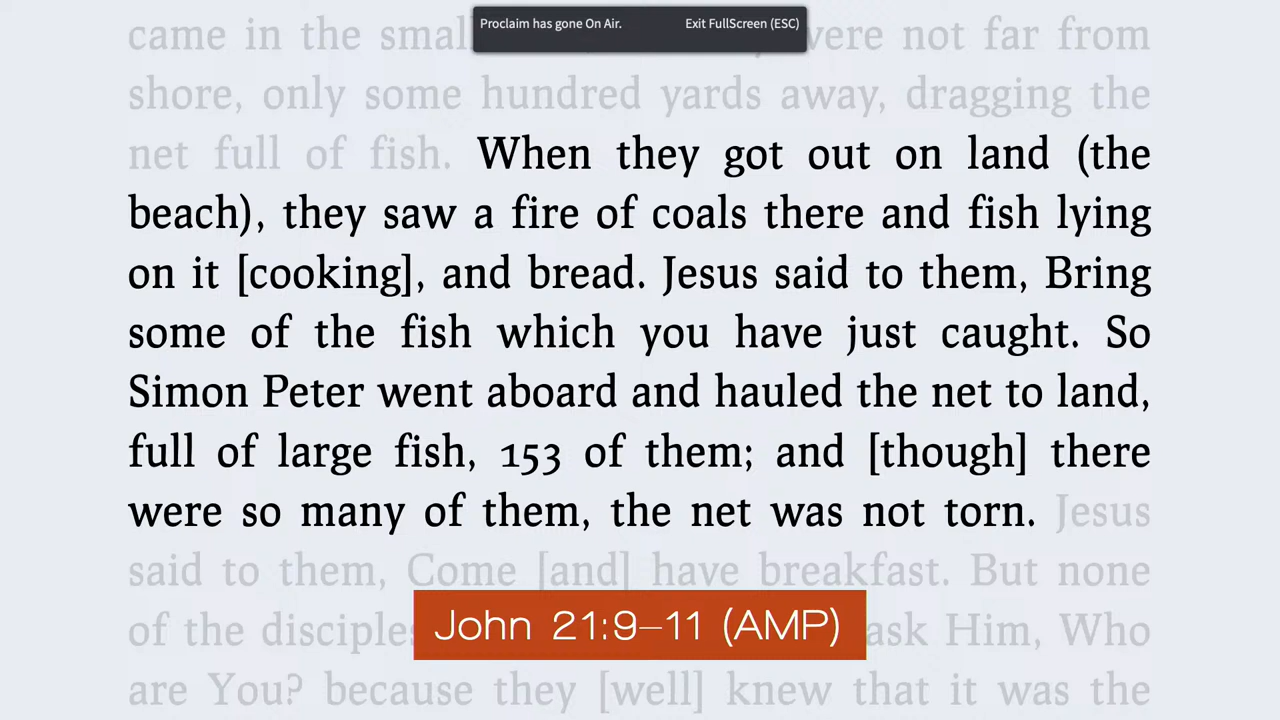 Proclaim has gone On Air. Exit FullScreen (ESC)
came in the small were not far from
shore, only some hundred yards away, dragging the
net full of fish. When they got out on land (the
beach), they saw a fire of coals there and fish lying
on it [cooking], and bread. Jesus said to them, Bring
some of the fish which you have just caught. So
Simon Peter went aboard and hauled the net to land,
full of large fish, 153 of them; and [though] there
were so many of them, the net was not torn. Jesus
said to them, Come [and] have breakfast. But none
of the disciples ask Him, Who
John 21:9–11 (AMP)
are You? because they [well] knew that it was the